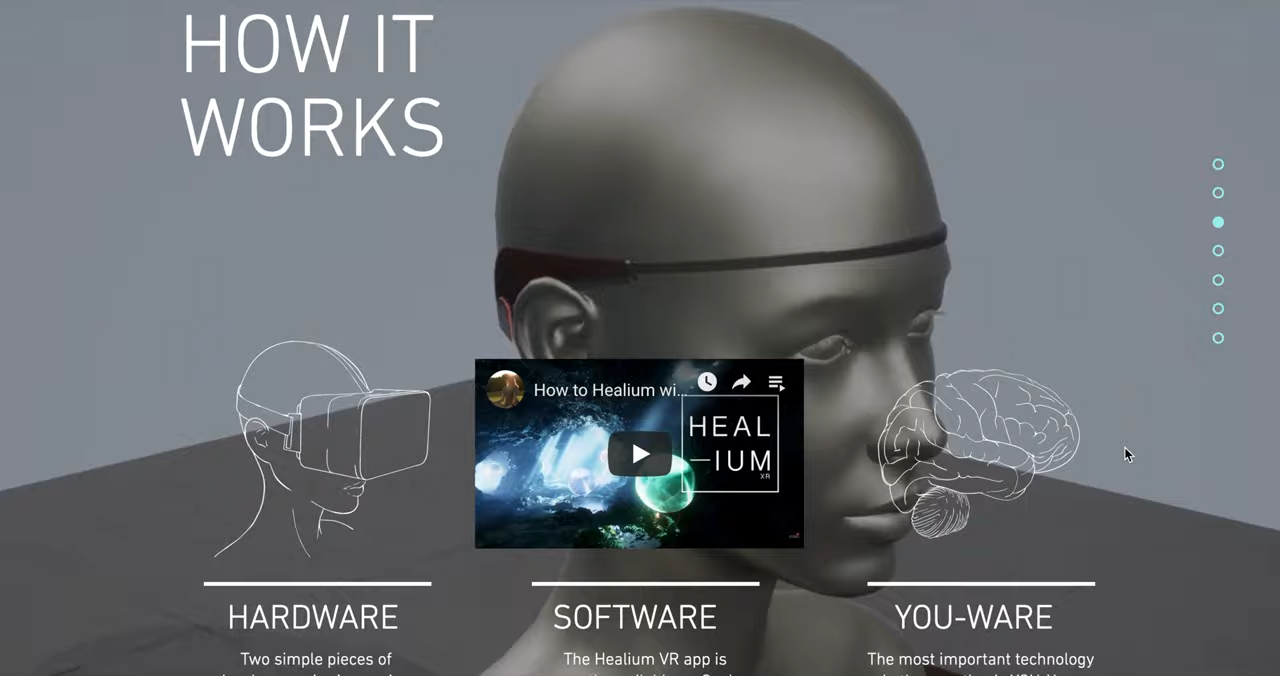 HOW IT
WORKS
How to Healium wi...
HEAL
—IUM
XR
HARDWARE
SOFTWARE
YOU-WARE
Two simple pieces of
The Healium VR app is
The most important technology